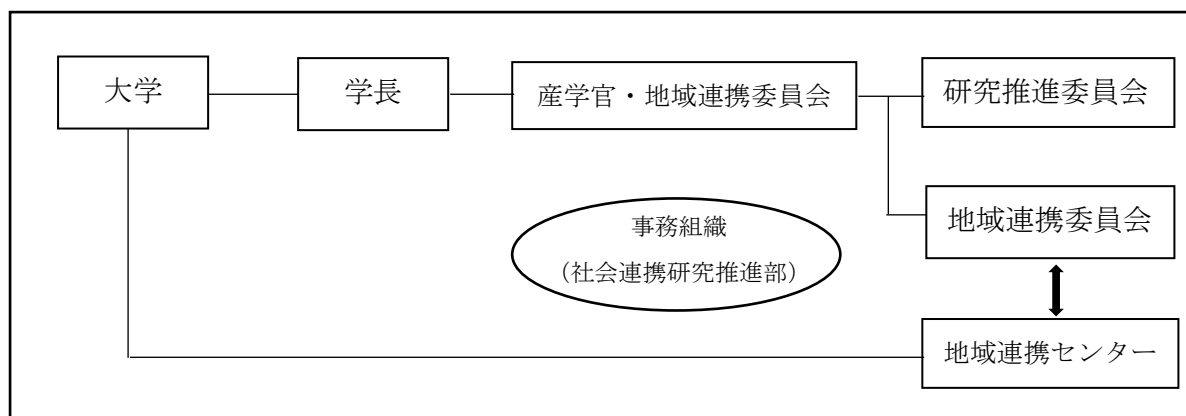 大学
学長
産学官・地域連携委員会
研究推進委員会
地域連携委員会
事務組織
（社会連携研究推進部）
地域連携センター